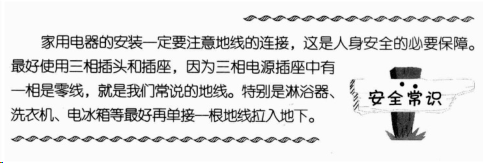 家用电器的安装一定要注意地线的连接，这是人身安全的必要保障。
最好使用三相插头和插座，因为三相电源插座中有
一相是零线，就是我们常说的地线。特别是淋浴器、
洗衣机、电冰箱等最好再单接一根地线拉入地下。
安全常识